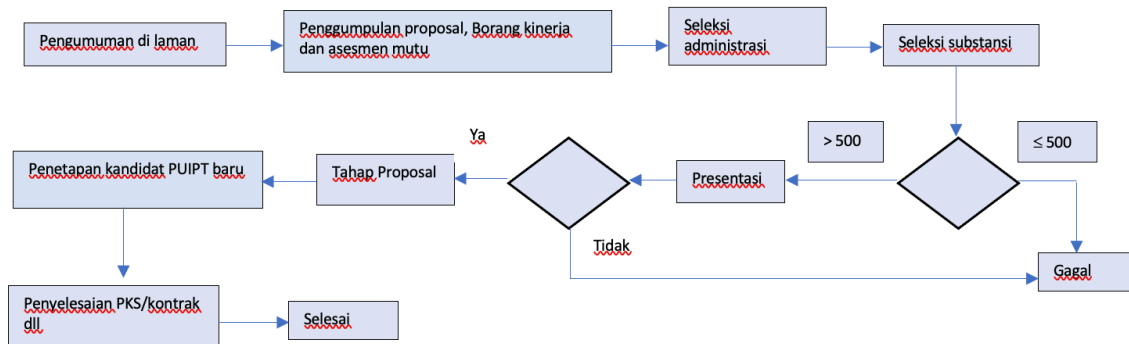 Pengumuman di laman
Penggumpulan proposal, Borang kinerja
dan asesmen mutu
Seleksi
administrasi
Seleksi substansi
> 500
≤ 500
Presentasi
Ya
Tidak
Tahap Proposal
Penetapan kandidat PUIPT baru
Gagal
Penyelesaian PKS/kontrak
dll
Selesai